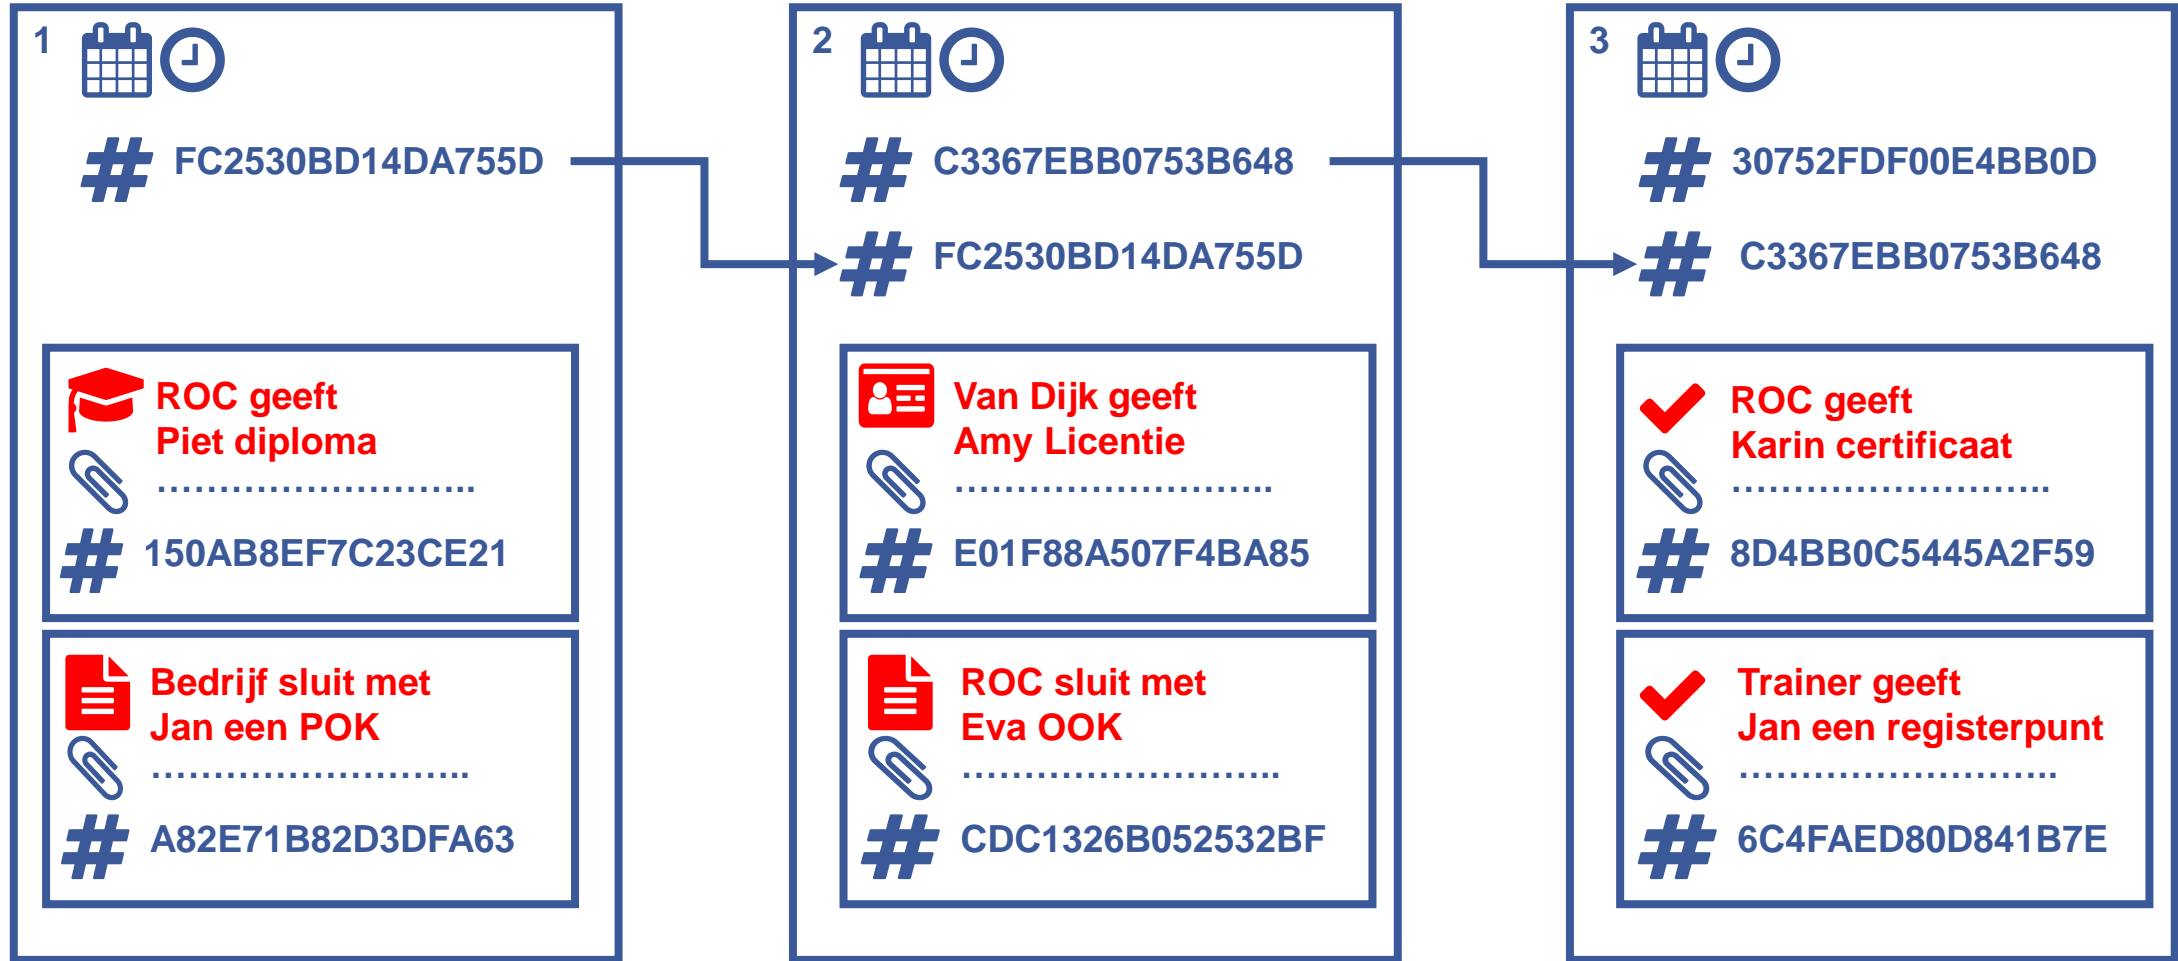 1
# FC2530BD14DA755D
ROC geeft
Piet diploma
............................
# 150AB8EF7C23CE21
Bedrijf sluit met
Jan een POK
............................
# A82E71B82D3DFA63
2
# C3367EBB0753B648
# FC2530BD14DA755D
Van Dijk geeft
Amy Licentie
............................
# E01F88A507F4BA85
ROC sluit met
Eva OOK
............................
# CDC1326B052532BF
3
# 30752FDF00E4BB0D
# C3367EBB0753B648
ROC geeft
Karin certificaat
............................
# 8D4BB0C5445A2F59
Trainer geeft
Jan een registerpunt
............................
# 6C4FAED80D841B7E